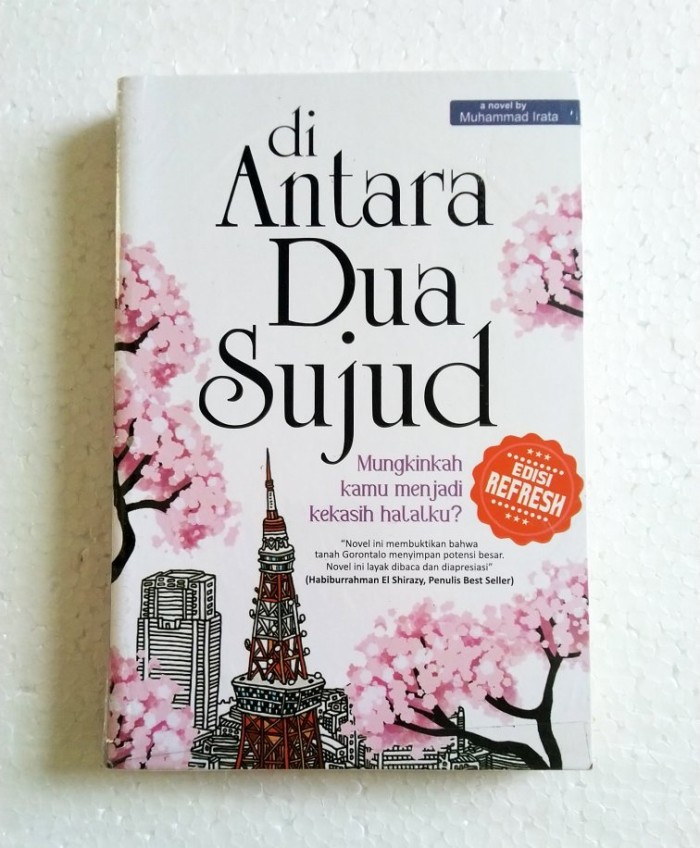 a novel by
Muhammad Irata
di
Antara
Dua
Sujud
Mungkinkah
kamu menjadi
kekasih halalku?
EDISI
REFRESH
"Novel ini membuktikan bahwa
tanah Gorontalo menyimpan potensi besar.
Novel ini layak dibaca dan diapresiasi"
(Habiburrahman El Shirazy, Penulis Best Seller)